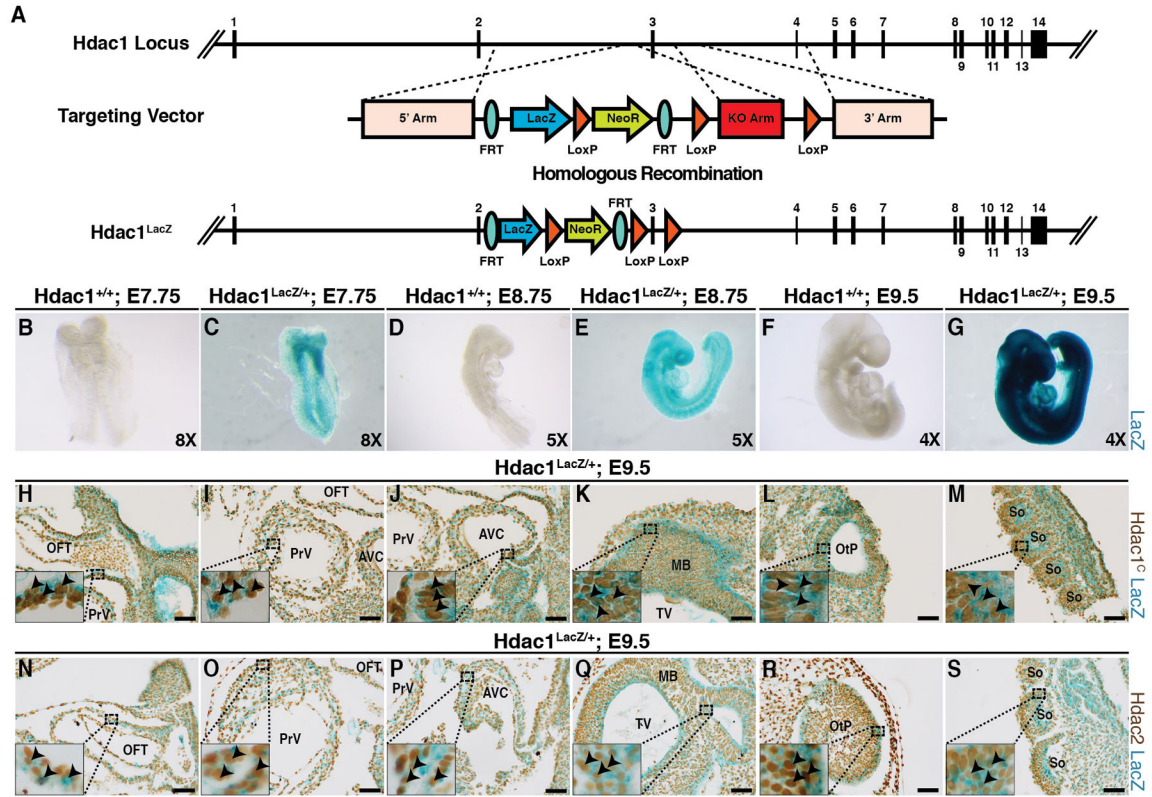 A
Hdac1 Locus
1 2 3 4 5 6 7 8 10 12 14
9 11 13
Targeting Vector
5' Arm LacZ NeoR KO Arm 3' Arm
FRT LoxP FRT LoxP LoxP
Homologous Recombination
FRT
1 2 3 4 5 6 7 8 10 12 14
Hdac1LacZ
LacZ NeoR
FRT LoxP LoxP LoxP
9 11 13
Hdac1+/+; E7.75 Hdac1LacZ/+; E7.75 Hdac1+/+; E8.75 Hdac1LacZ/+; E8.75 Hdac1+/+; E9.5 Hdac1LacZ/+; E9.5
B C D E F G
8X 8X 5X 5X 4X 4X
LacZ
Hdac1LacZ/+; E9.5
H OFT PrV
I OFT PrV AVC
J PrV AVC
K MB TV
L OtP
M So So So So
Hdac1C LacZ
Hdac1LacZ/+; E9.5
N OFT
O OFT PrV
P PrV AVC
Q MB TV
R OtP
S So So So
Hdac2 LacZ